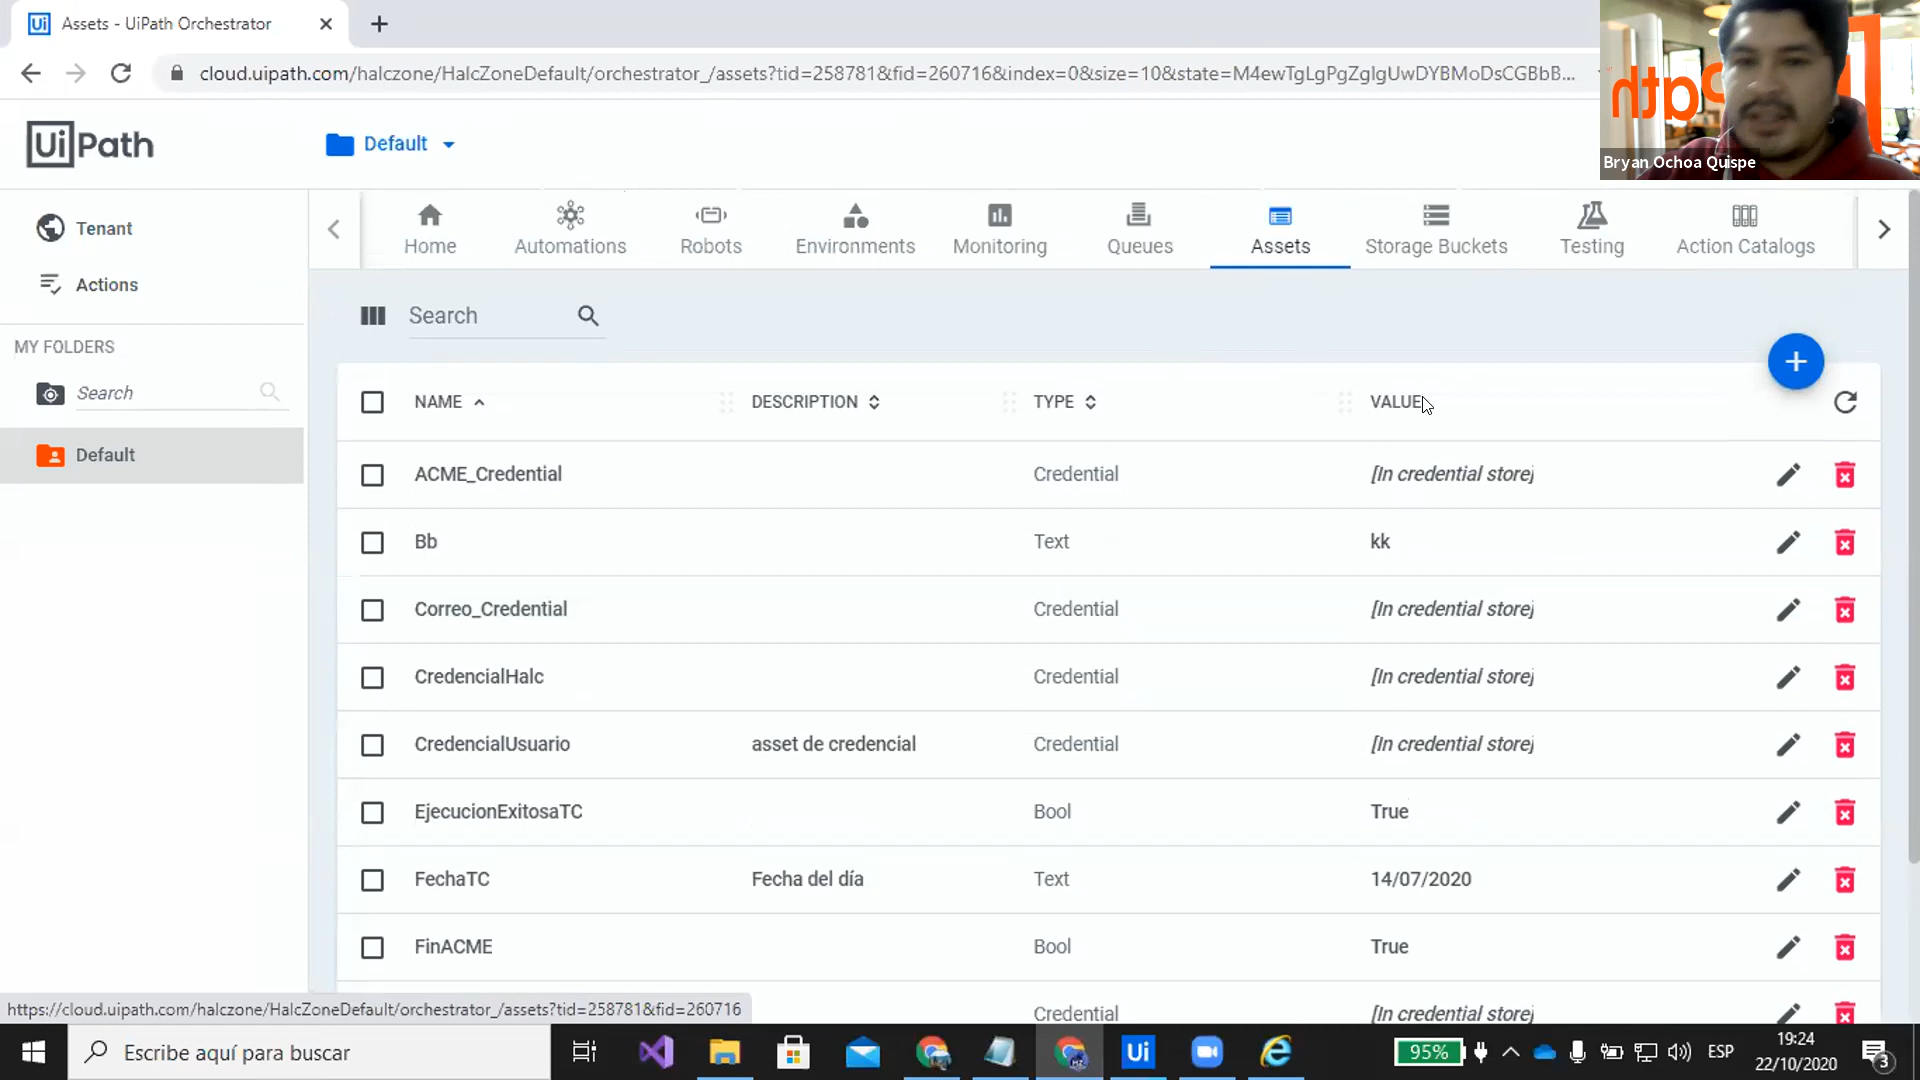 Assets - UiPath Orchestrator
cloud.uipath.com/halczone/HalcZoneDefault/orchestrator_/assets?tid=258781&fid=260716&index=0&size=10&state=M4ewTgLgPgZglgUwDYBMoDsCGBbB...
Path
Bryan Ochoa Quispe
UiPath
Default
Tenant
Actions
MY FOLDERS
Search
Default
Home
Automations
Robots
Environments
Monitoring
Queues
Assets
Storage Buckets
Testing
Action Catalogs
Search
NAME DESCRIPTION TYPE VALUE
ACME_Credential Credential [In credential store]
Bb Text kk
Correo_Credential Credential [In credential store]
CredencialHalc Credential [In credential store]
CredencialUsuario asset de credencial Credential [In credential store]
EjecucionExitosaTC Bool True
FechaTC Fecha del día Text 14/07/2020
FinACME Bool True
Credential [In credential store]
https://cloud.uipath.com/halczone/HalcZoneDefault/orchestrator_/assets?tid=258781&fid=260716
Escribe aquí para buscar
Ui
95%
ESP
19:24
22/10/2020
3